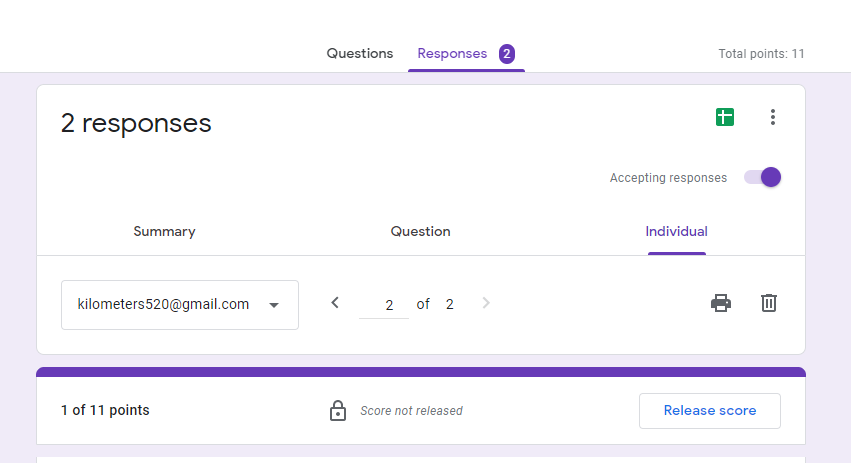 Questions Responses 2 Total points: 11
2 responses
Accepting responses
Summary Question Individual
kilometers520@gmail.com 2 of 2
1 of 11 points Score not released Release score